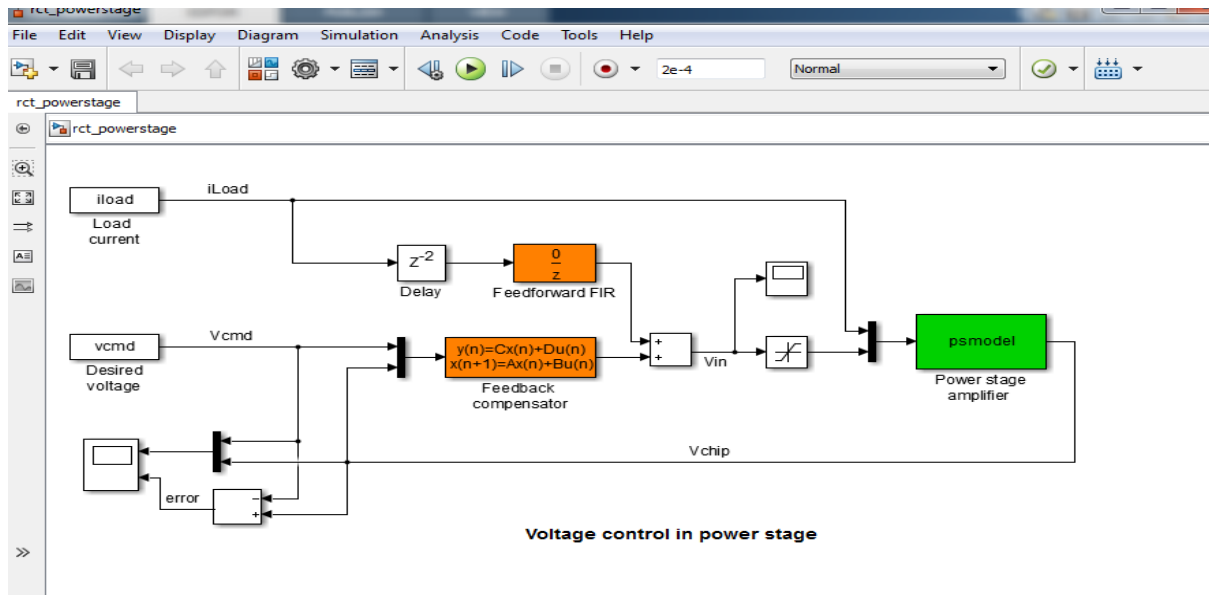 rct_powerstage
File Edit View Display Diagram Simulation Analysis Code Tools Help
2e-4 Normal
rct_powerstage
rct_powerstage
iLoad
iload
Load
current
Z-2
Delay
0
z
Feedforward FIR
Vcmd
vcmd
Desired
voltage
y(n)=Cx(n)+Du(n)
x(n+1)=Ax(n)+Bu(n)
Feedback
compensator
+
+
Vin
psmodel
Power stage
amplifier
Vchip
error
−
+
Voltage control in power stage